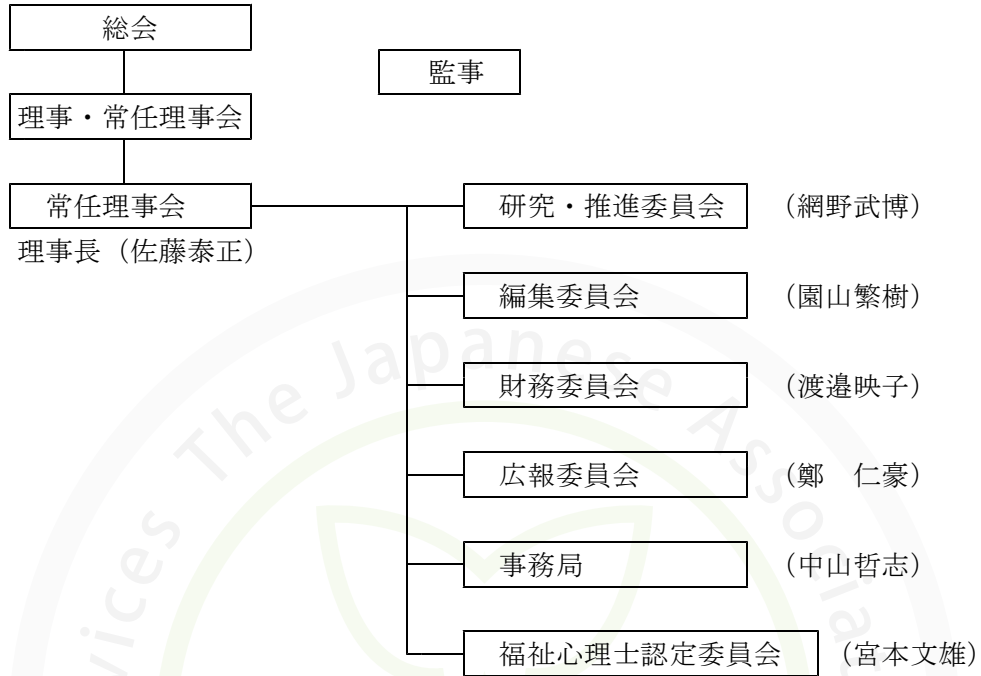 総会
監事
理事・常任理事会
常任理事会
理事長（佐藤泰正）
研究・推進委員会　（網野武博）
編集委員会　（園山繁樹）
財務委員会　（渡邉映子）
広報委員会　（鄭　仁豪）
事務局　（中山哲志）
福祉心理士認定委員会　（宮本文雄）
vices The Japanese Associa